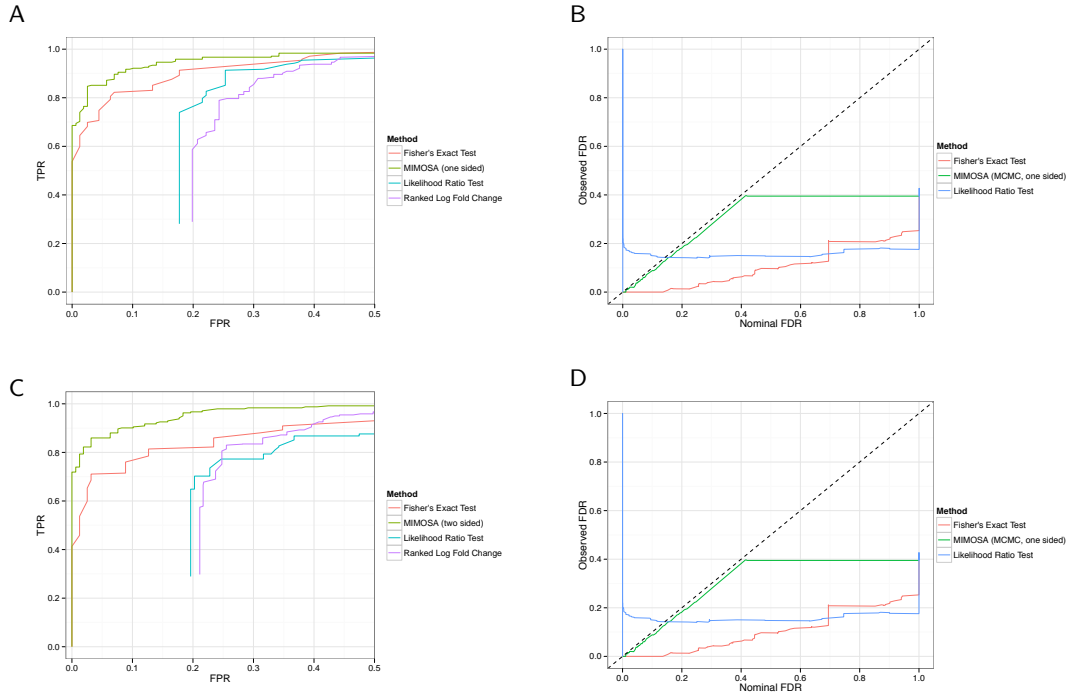 A
1.0
0.8
0.6
0.4
0.2
0.0
TPR
0.0 0.1 0.2 0.3 0.4 0.5
FPR
Method
Fisher's Exact Test
MIMOSA (one sided)
Likelihood Ratio Test
Ranked Log Fold Change
B
1.0
0.8
0.6
0.4
0.2
0.0
Observed FDR
0.0 0.2 0.4 0.6 0.8 1.0
Nominal FDR
Method
Fisher's Exact Test
MIMOSA (MCMC, one sided)
Likelihood Ratio Test
C
1.0
0.8
0.6
0.4
0.2
0.0
TPR
0.0 0.1 0.2 0.3 0.4 0.5
FPR
Method
Fisher's Exact Test
MIMOSA (two sided)
Likelihood Ratio Test
Ranked Log Fold Change
D
1.0
0.8
0.6
0.4
0.2
0.0
Observed FDR
0.0 0.2 0.4 0.6 0.8 1.0
Nominal FDR
Method
Fisher's Exact Test
MIMOSA (MCMC, one sided)
Likelihood Ratio Test